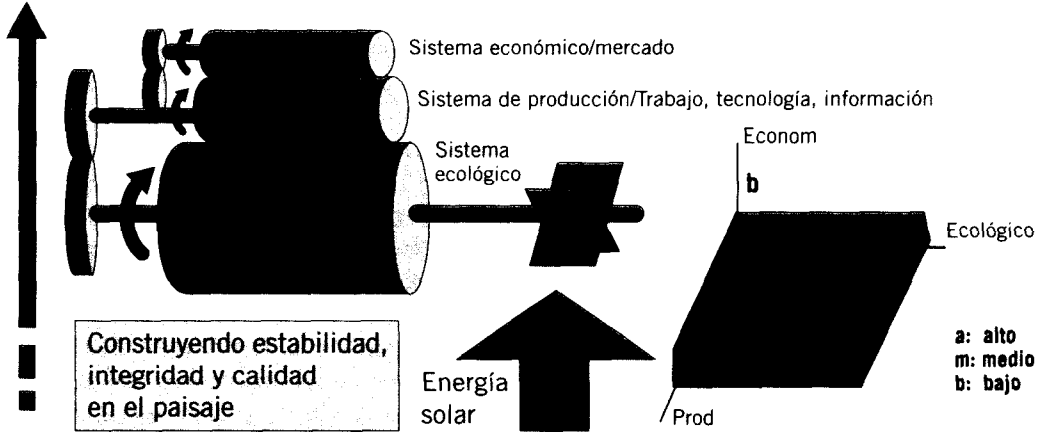 Sistema económico/mercado
Sistema de producción/Trabajo, tecnología, información
Sistema
ecológico
Econom
b
Ecológico
Construyendo estabilidad,
integridad y calidad
en el paisaje
Energía
solar
Prod
a: alto
m: medio
b: bajo